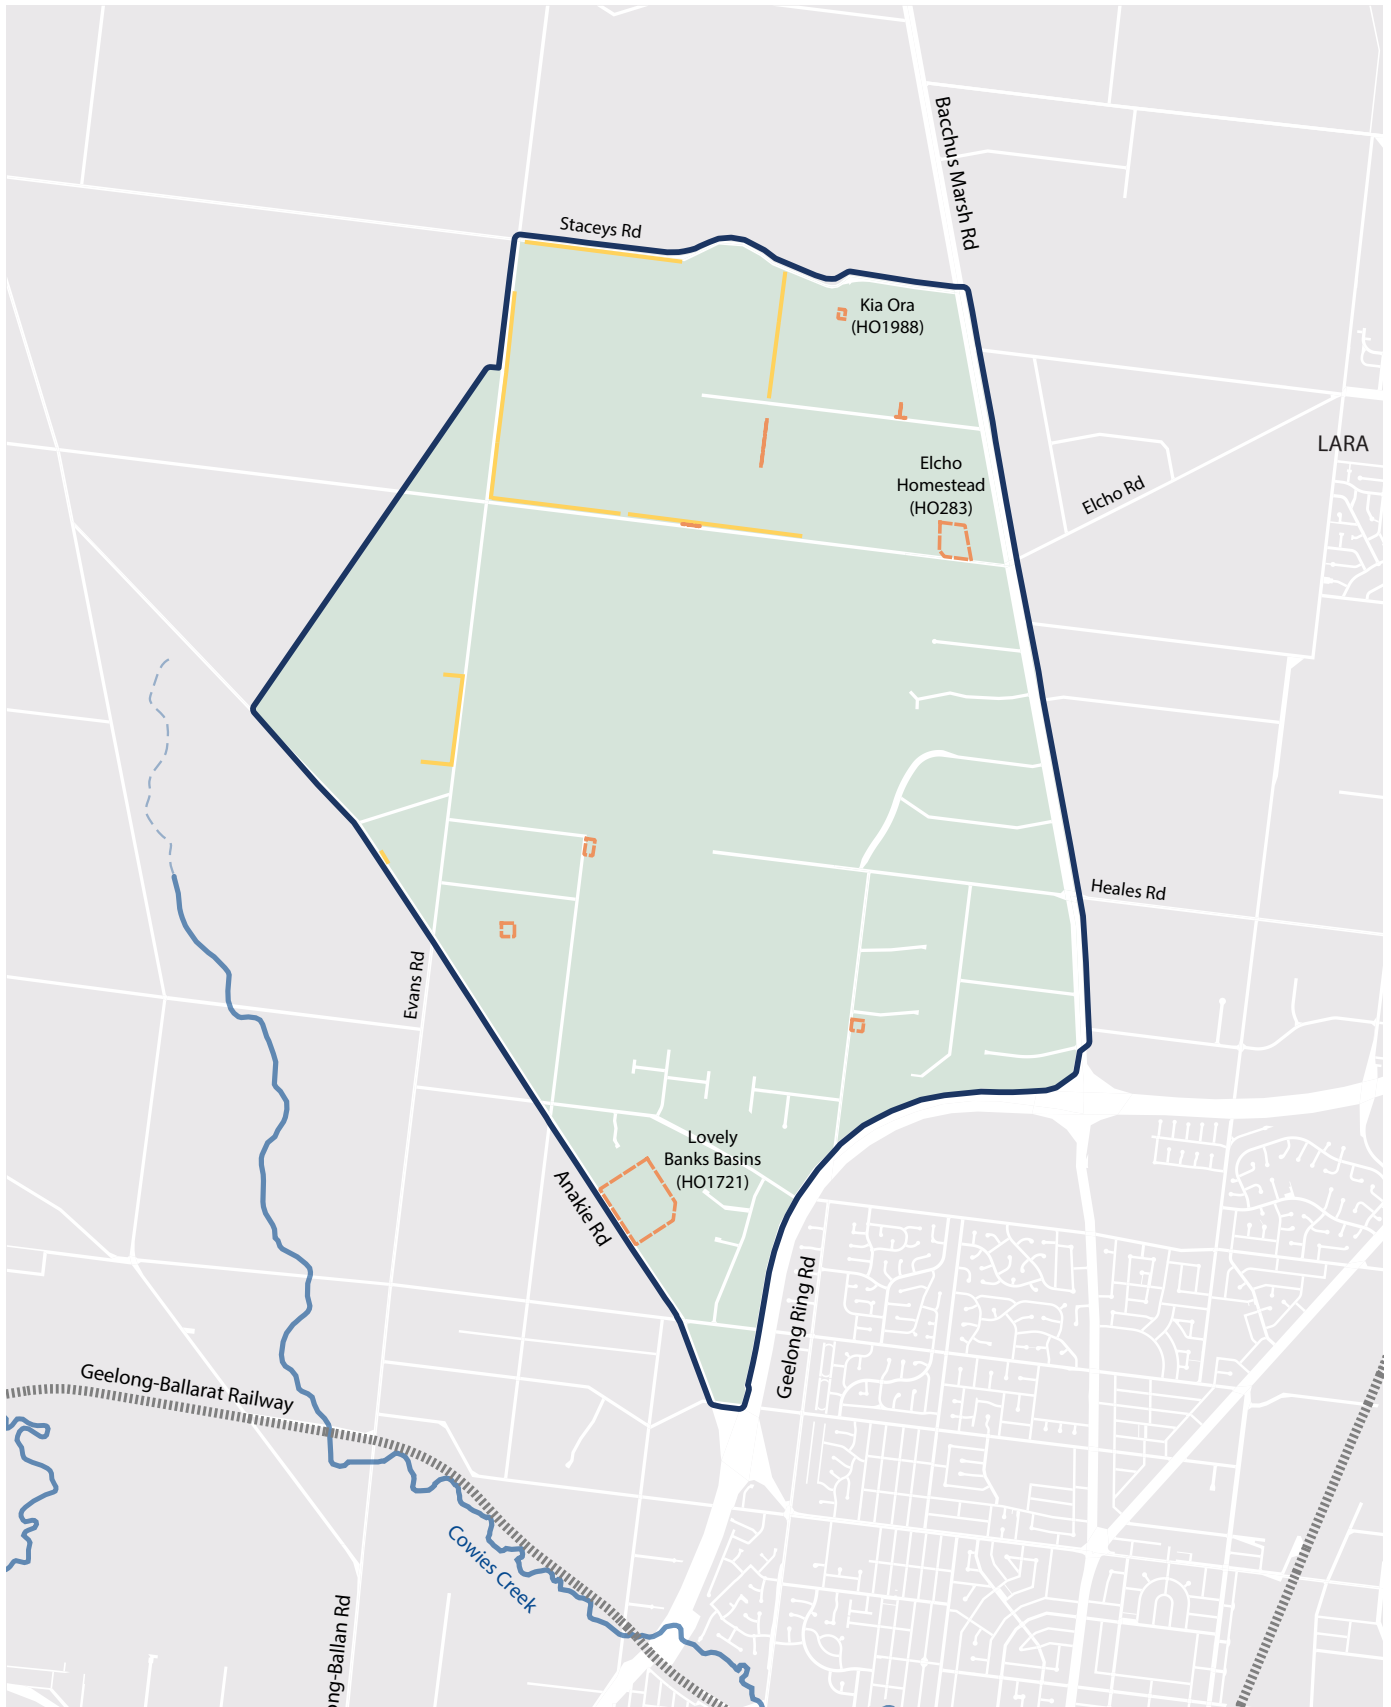 Bacchus Marsh Rd
Staceys Rd
Kia Ora
(HO1988)
LARA
Elcho
Homestead
(HO283)
Elcho Rd
Heales Rd
Evans Rd
Lovely
Banks Basins
(HO1721)
Anakie Rd
Geelong Ring Rd
Geelong-Ballarat Railway
Cowies Creek
ong-Ballan Rd